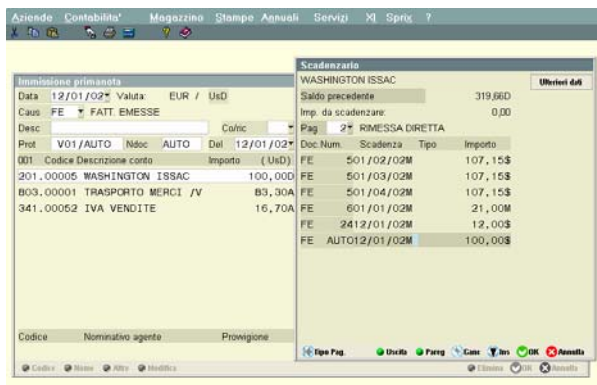 Aziende Contabilita' Magazzino Stampe Annuali Servizi XL Sprix ?
Immissione primanota
Data 12/01/02 Valuta: EUR / UsD
Caus FE FATT. EMESSE
Desc Co/ric
Prot V01/AUTO Ndoc AUTO Del 12/01/02
001 Codice Descrizione conto Importo (UsD)
201.00005 WASHINGTON ISSAC 100,00D
803.00001 TRASPORTO MERCI /V 83,30A
341.00052 IVA VENDITE 16,70A
Codice Nominativo agente Provvigione
Codice Nome Altro Modifica
Scadenzario
WASHINGTON ISSAC Ulteriori dati
Saldo precedente 319,66D
Imp. da scadenzare: 0,00
Pag 2 RIMESSA DIRETTA
Doc.Num. Scadenza Tipo Importo
FE 501/02/02M 107,15$
FE 501/03/02M 107,15$
FE 501/04/02M 107,15$
FE 601/01/02M 21,00M
FE 2412/01/02M 12,00$
FE AUTO12/01/02M 100,00$
Tipo Pag. Uscita Pareg Canc Ins OK Annulla
Elimina OK Annulla